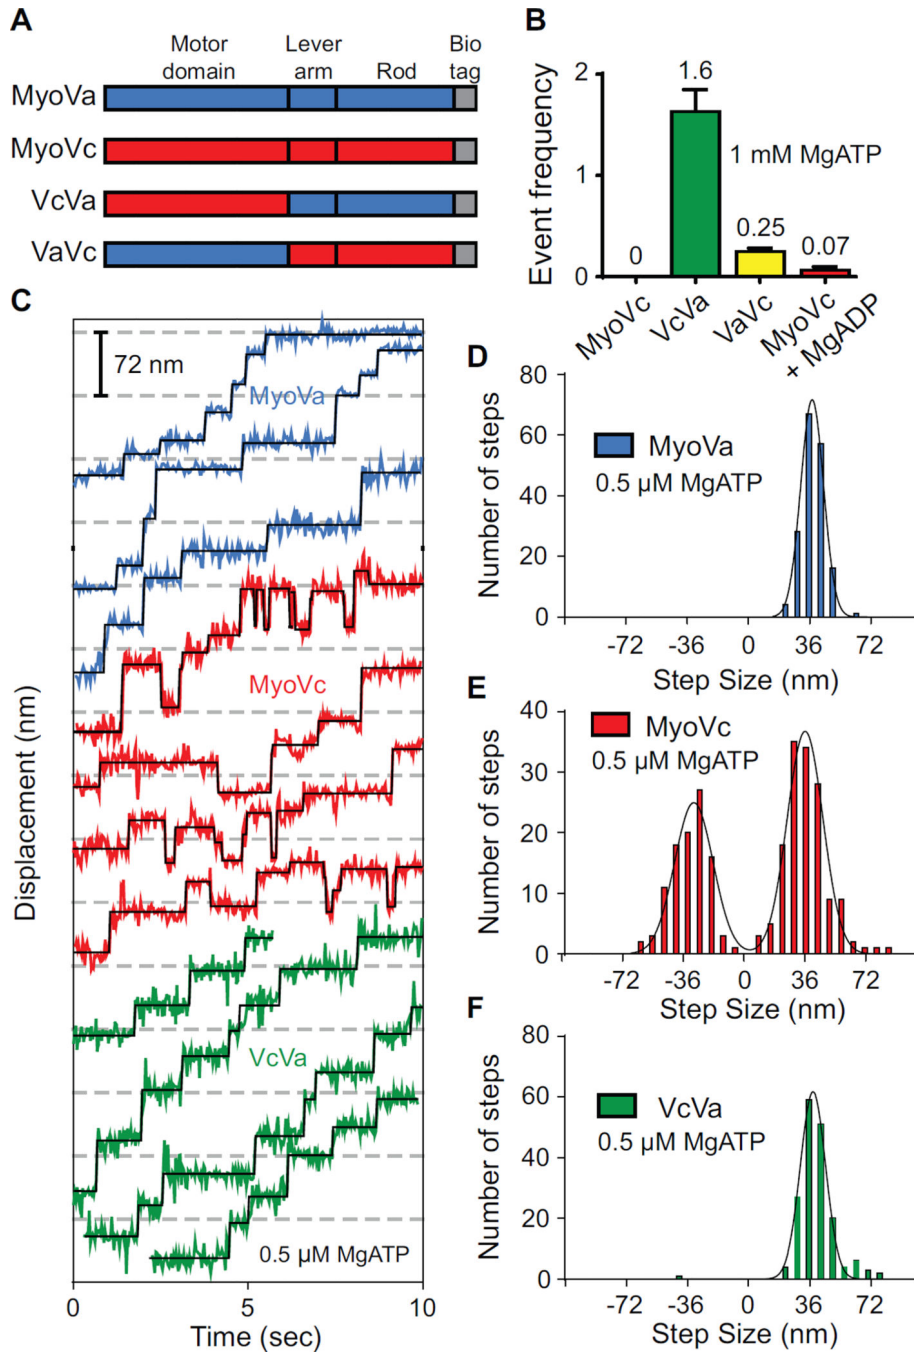 A
Motor domain
Lever arm
Rod
Bio tag
MyoVa
MyoVc
VcVa
VaVc
B
Event frequency
2
1
0
1 mM MgATP
0
1.6
0.25
0.07
MyoVc
VcVa
VaVc
MyoVc + MgADP
C
72 nm
MyoVa
MyoVc
VcVa
0.5 µM MgATP
Displacement (nm)
0
5
10
Time (sec)
D
Number of steps
80
60
40
20
0
MyoVa
0.5 µM MgATP
-72
-36
0
36
72
Step Size (nm)
E
Number of steps
40
30
20
10
0
MyoVc
0.5 µM MgATP
-72
-36
0
36
72
Step Size (nm)
F
Number of steps
80
60
40
20
0
VcVa
0.5 µM MgATP
-72
-36
0
36
72
Step Size (nm)